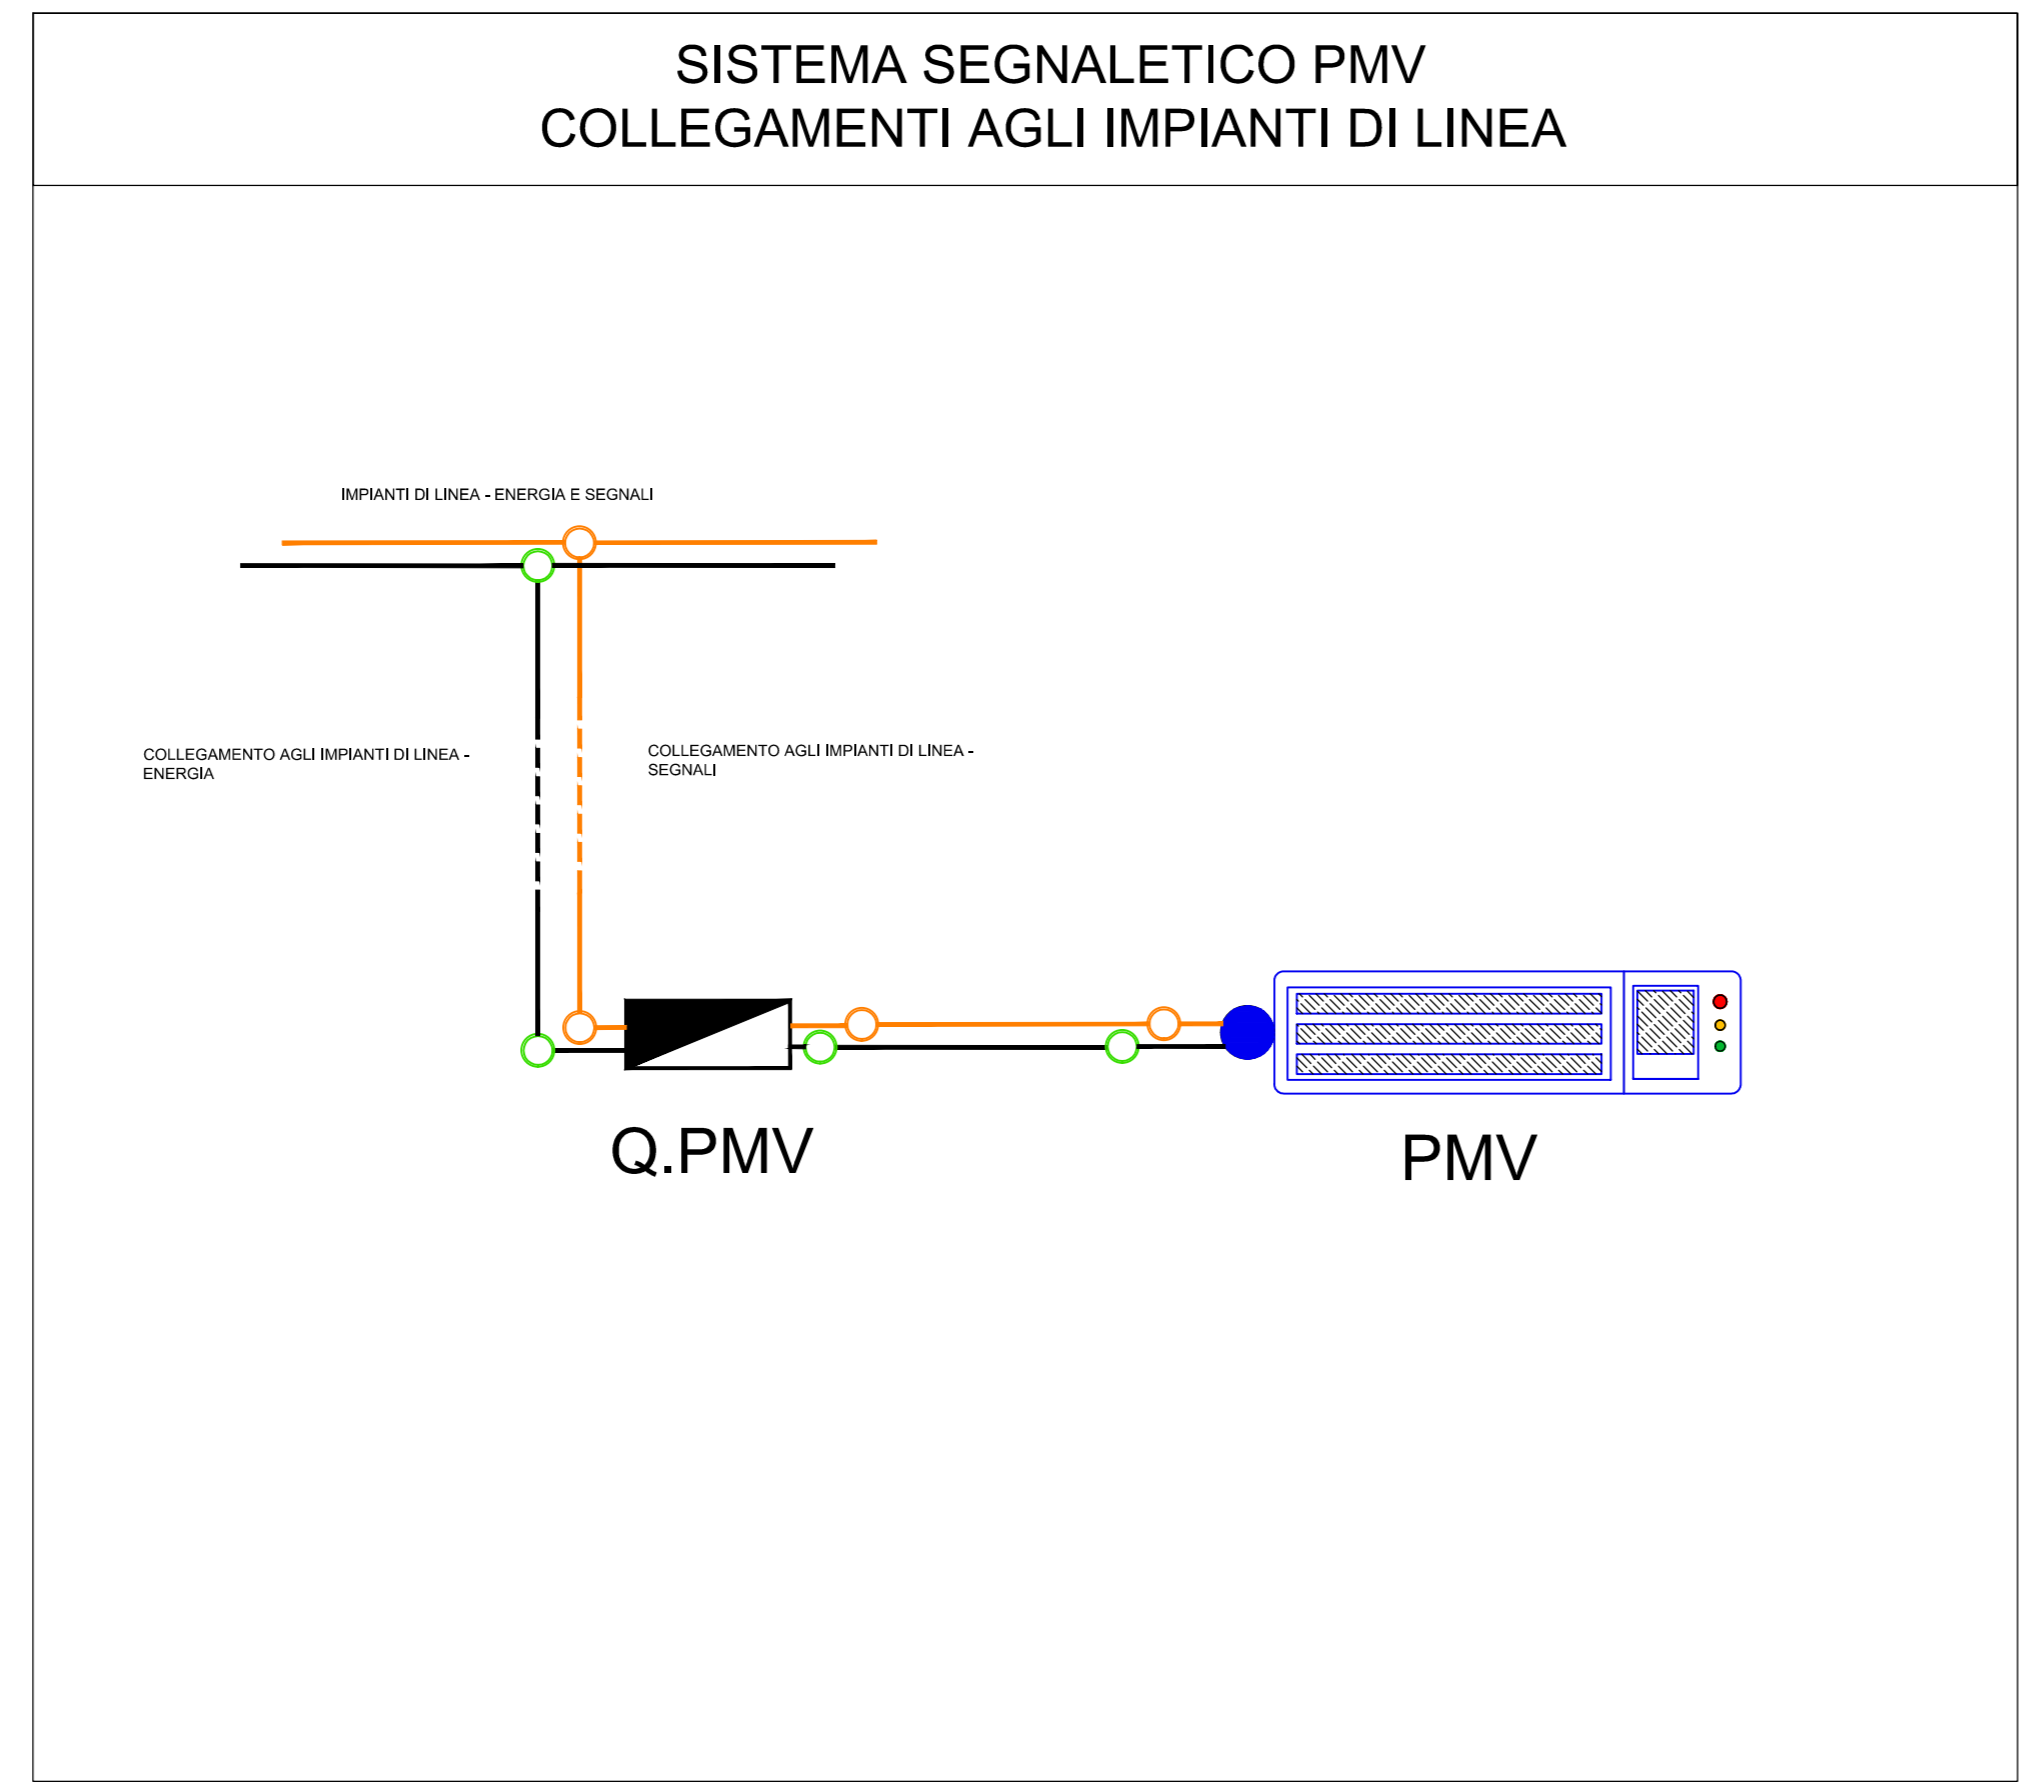 SISTEMA SEGNALETICO PMV
COLLEGAMENTI AGLI IMPIANTI DI LINEA
IMPIANTI DI LINEA - ENERGIA E SEGNALI
COLLEGAMENTO AGLI IMPIANTI DI LINEA -
ENERGIA
COLLEGAMENTO AGLI IMPIANTI DI LINEA -
SEGNALI
Q.PMV
PMV